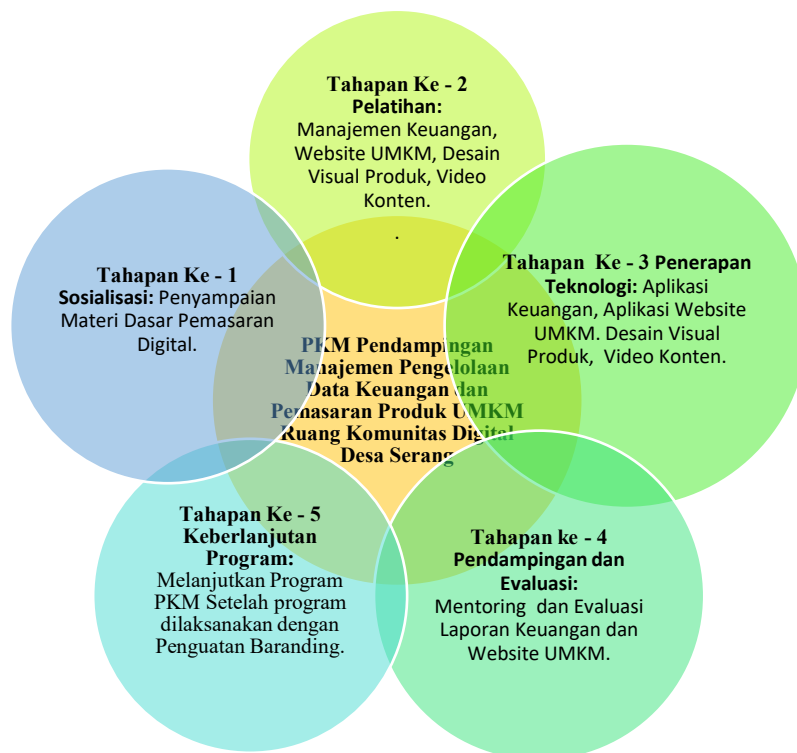 Tahapan Ke - 2
Pelatihan:
Manajemen Keuangan,
Website UMKM, Desain
Visual Produk, Video
Konten.
.
Tahapan Ke - 1
Sosialisasi: Penyampaian
Materi Dasar Pemasaran
Digital.
Tahapan Ke - 3 Penerapan
Teknologi: Aplikasi
Keuangan, Aplikasi Website
UMKM. Desain Visual
Produk, Video Konten.
PKM Pendampingan
Manajemen Pengelolaan
Data Keuangan dan
Pemasaran Produk UMKM
Ruang Komunitas Digital
Desa Serang
Tahapan Ke - 5
Keberlanjutan
Program:
Melanjutkan Program
PKM Setelah program
dilaksanakan dengan
Penguatan Baranding.
Tahapan ke - 4
Pendampingan dan
Evaluasi:
Mentoring dan Evaluasi
Laporan Keuangan dan
Website UMKM.